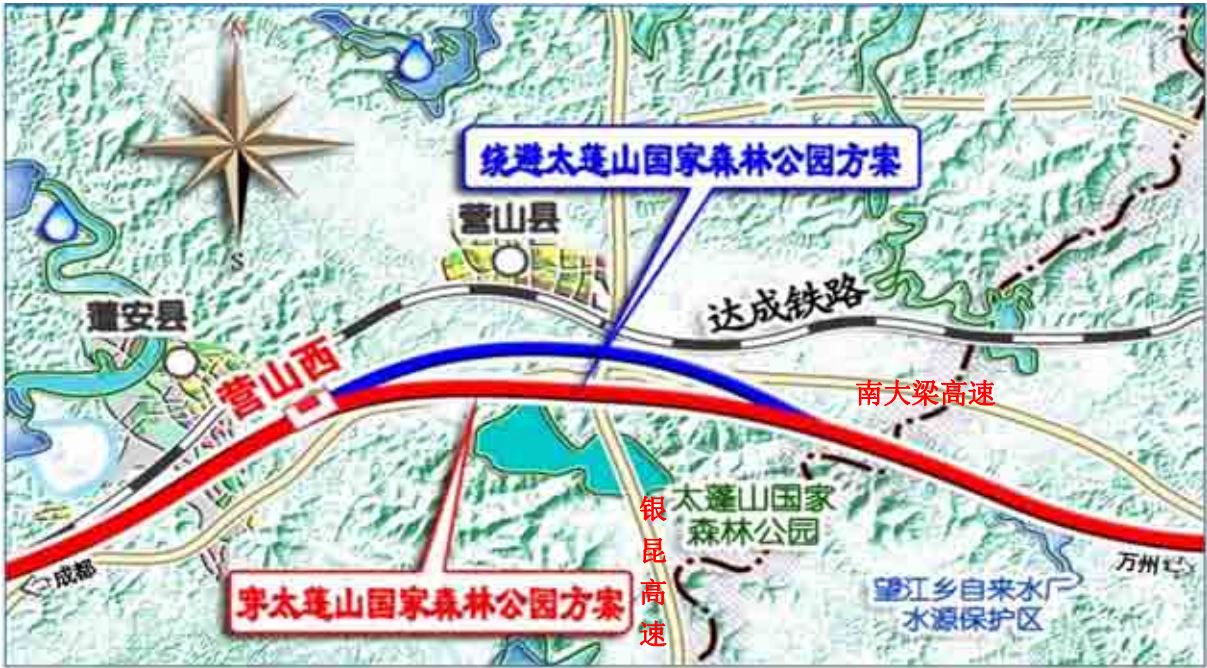 N
绕避太蓬山国家森林公园方案
营山县
S
达成铁路
蓬安县
营山西
南大梁高速
银昆高速
太蓬山国家
森林公园
成都
万州
穿太蓬山国家森林公园方案
望江乡自来水厂
水源保护区